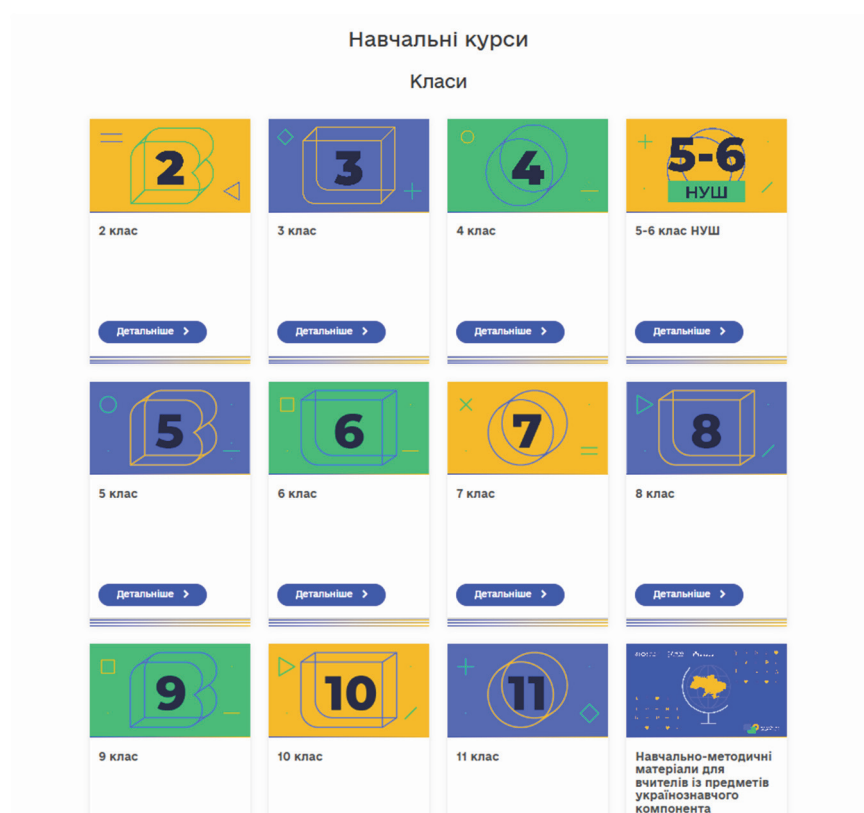 Навчальні курси
Класи
2
3
4
5-6
НУШ
2 клас
3 клас
4 клас
5-6 клас НУШ
Детальніше
Детальніше
Детальніше
Детальніше
5
6
7
8
5 клас
6 клас
7 клас
8 клас
Детальніше
Детальніше
Детальніше
Детальніше
9
10
11
9 клас
10 клас
11 клас
Навчально-методичні
матеріали для
вчителів із предметів
українознавчого
компонента